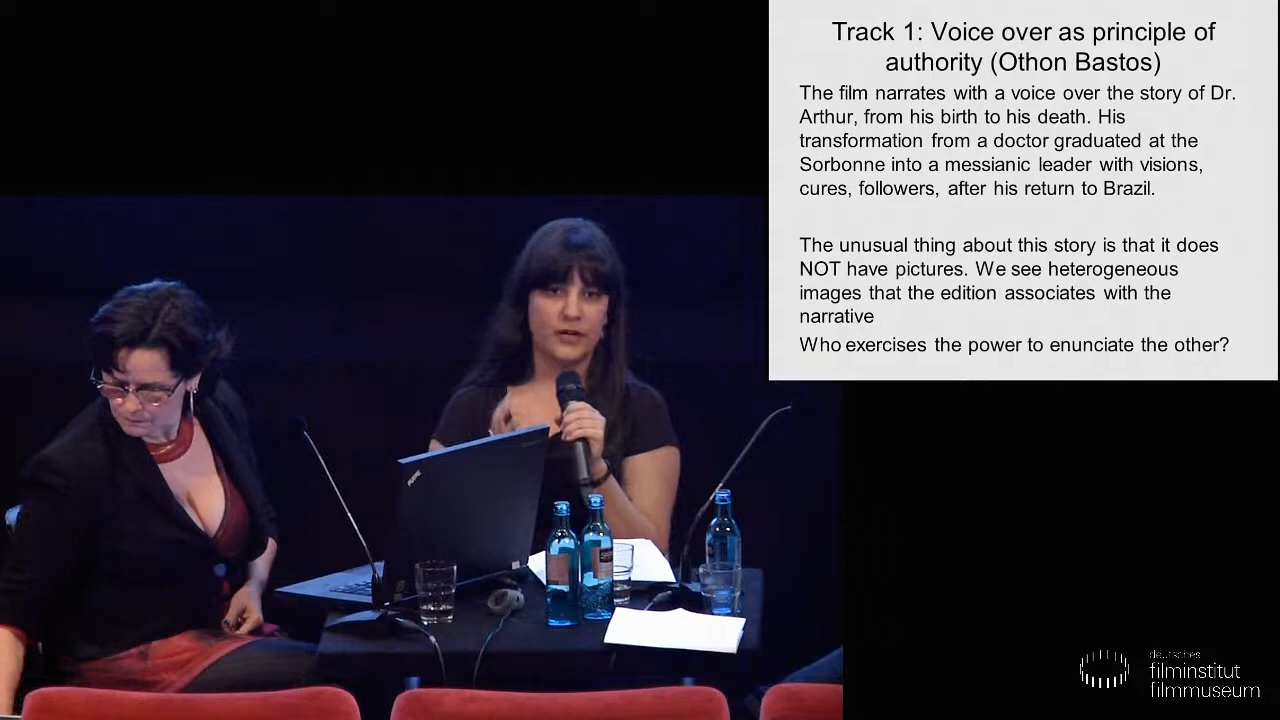 Track 1: Voice over as principle of
authority (Othon Bastos)
The film narrates with a voice over the story of Dr.
Arthur, from his birth to his death. His
transformation from a doctor graduated at the
Sorbonne into a messianic leader with visions,
cures, followers, after his return to Brazil.
The unusual thing about this story is that it does
NOT have pictures. We see heterogeneous
images that the edition associates with the
narrative
Who exercises the power to enunciate the other?
deutsches
filminstitut
filmmuseum